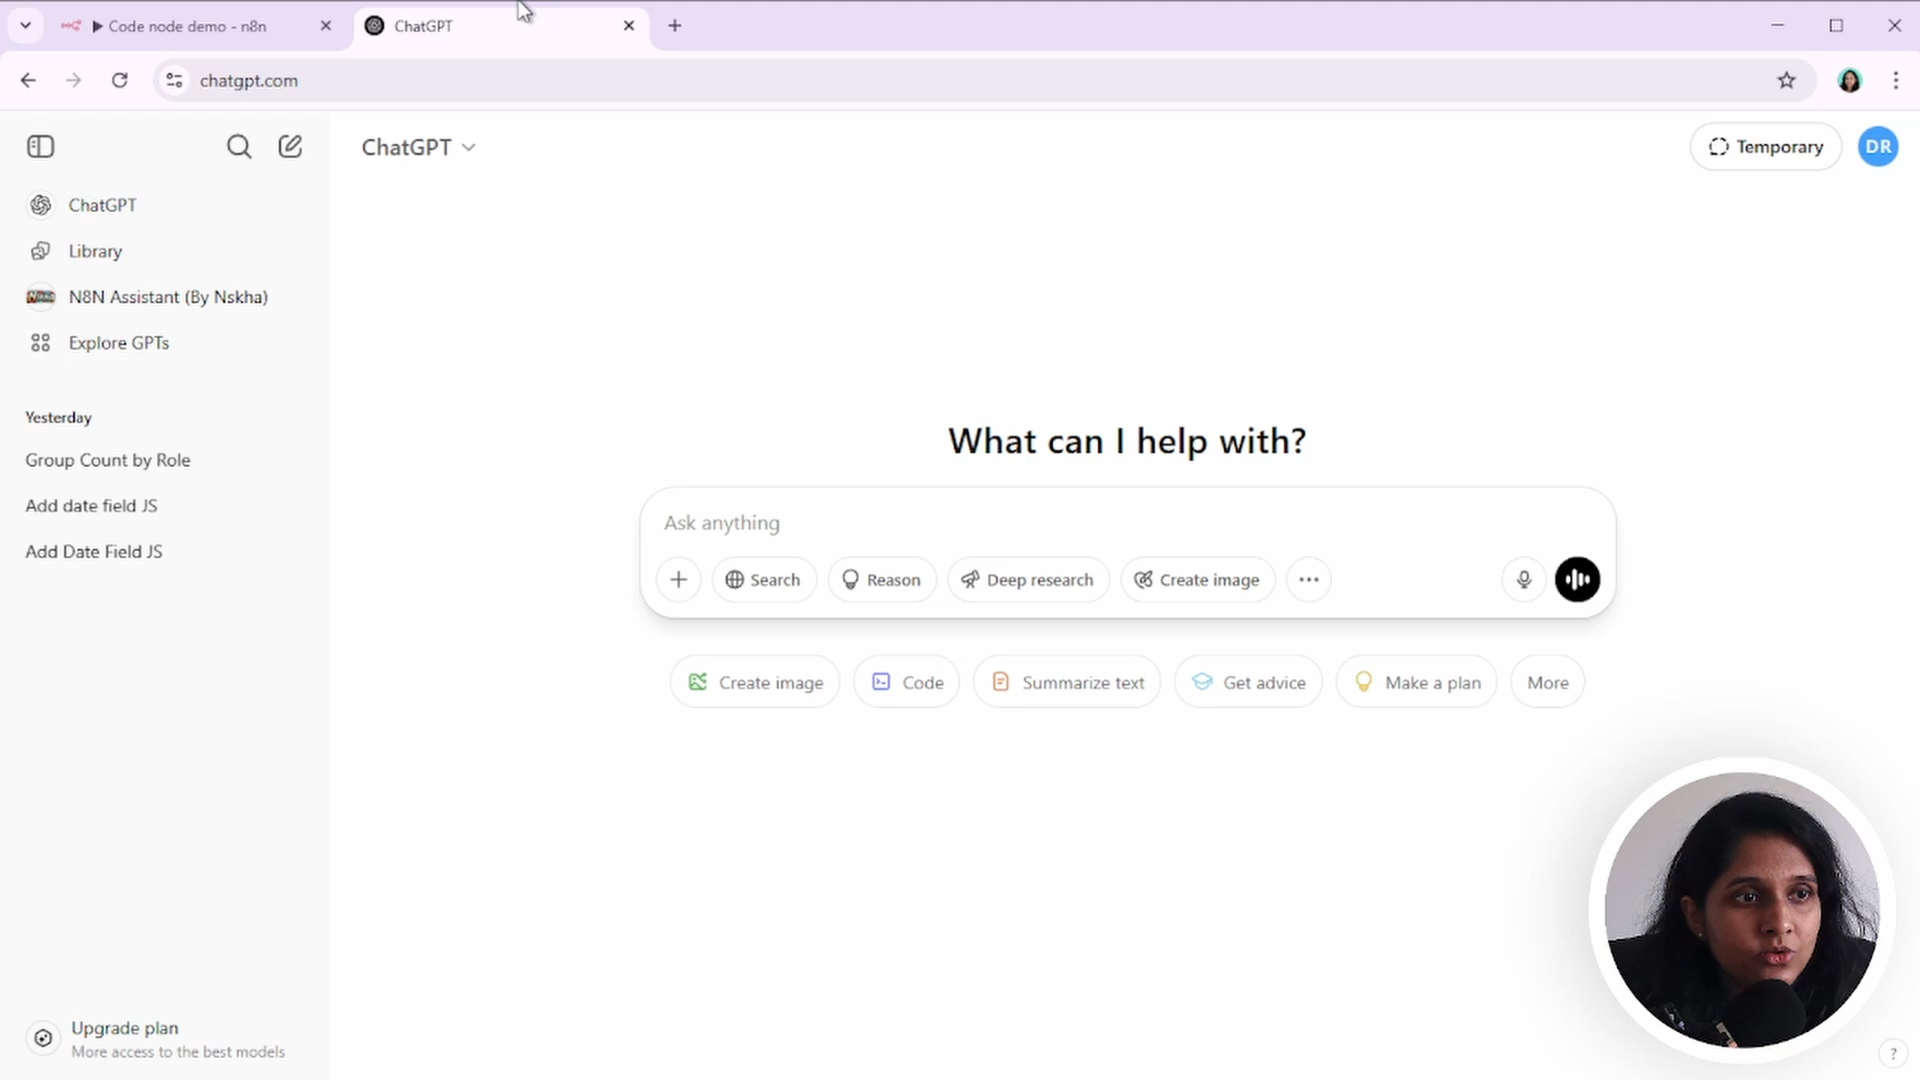 ▶ Code node demo - n8n
ChatGPT
chatgpt.com
ChatGPT
Temporary
DR
ChatGPT
Library
N8N Assistant (By Nskha)
Explore GPTs
Yesterday
Group Count by Role
Add date field JS
Add Date Field JS
What can I help with?
Ask anything
Search
Reason
Deep research
Create image
Create image
Code
Summarize text
Get advice
Make a plan
More
Upgrade plan
More access to the best models
?